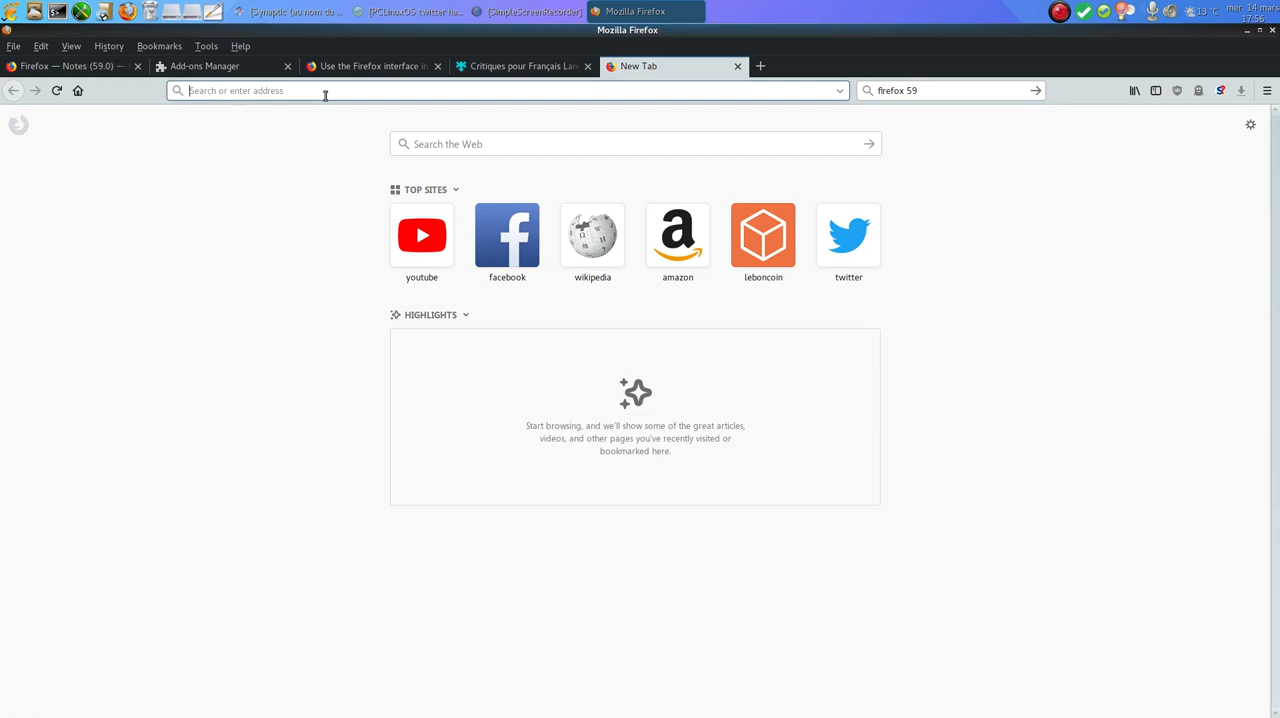 [Synaptic (au nom du ... [PCLinuxOS-twitter ha... [SimpleScreenRecorder] Mozilla Firefox 13 °C mer. 14 mars
17:56
Mozilla Firefox
File Edit View History Bookmarks Tools Help
Firefox — Notes (59.0) — Add-ons Manager Use the Firefox interface in Critiques pour Français Lan New Tab
Search or enter address firefox 59
Search the Web
TOP SITES
youtube facebook wikipedia amazon leboncoin twitter
HIGHLIGHTS
Start browsing, and we'll show some of the great articles,
videos, and other pages you've recently visited or
bookmarked here.